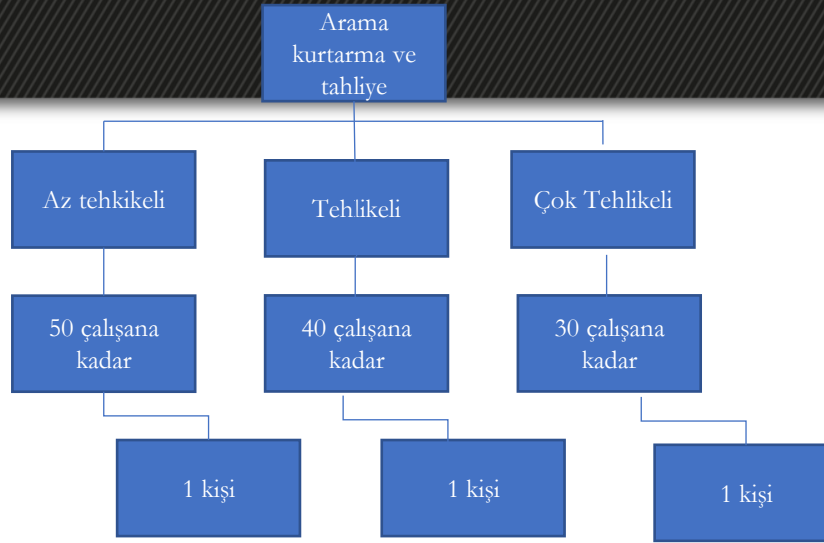 Arama
kurtarma ve
tahliye
Az tehkikeli
Tehlikeli
Çok Tehlikeli
50 çalışana
kadar
40 çalışana
kadar
30 çalışana
kadar
1 kişi
1 kişi
1 kişi